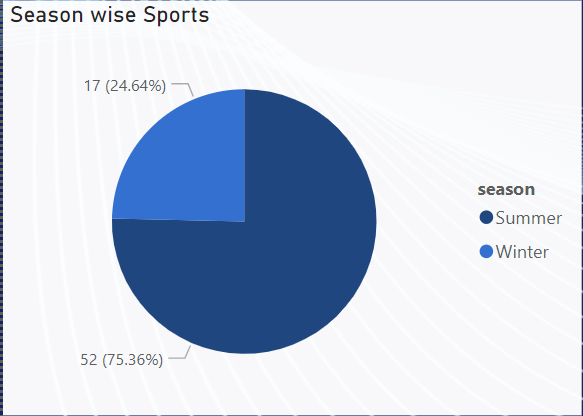 Season wise Sports
17 (24.64%)
season
Summer
Winter
52 (75.36%)